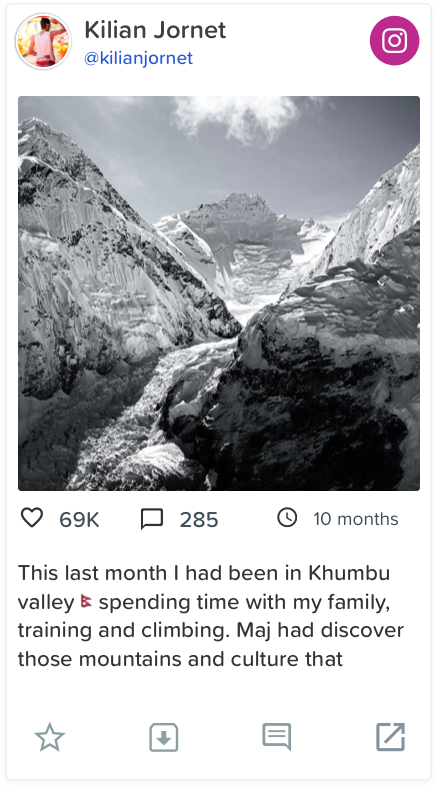 Kilian Jornet
@kilianjornet
69K
285
10 months
This last month I had been in Khumbu
valley 🇳🇵 spending time with my family,
training and climbing. Maj had discover
those mountains and culture that